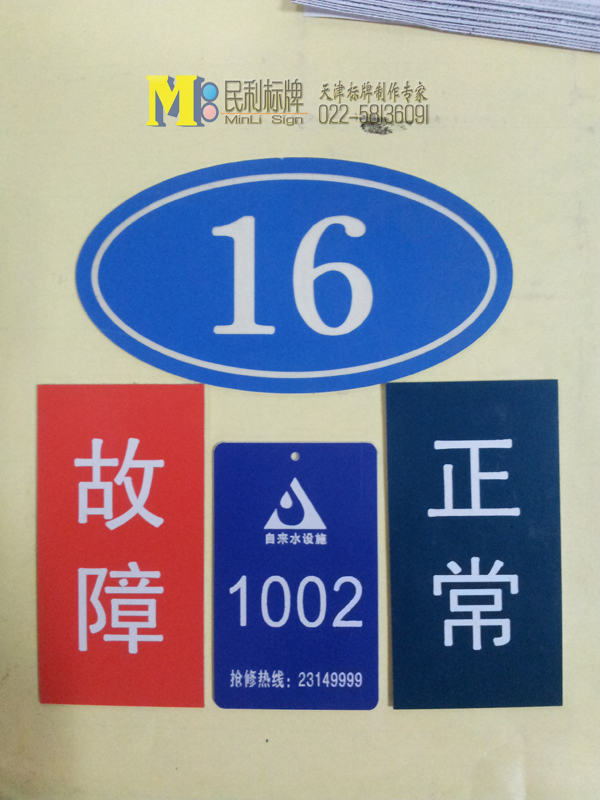 M 民利标牌 天津标牌制作专家
MinLi Sign 022-58136091
16
故障
自来水设施
1002
抢修热线：23149999
正常